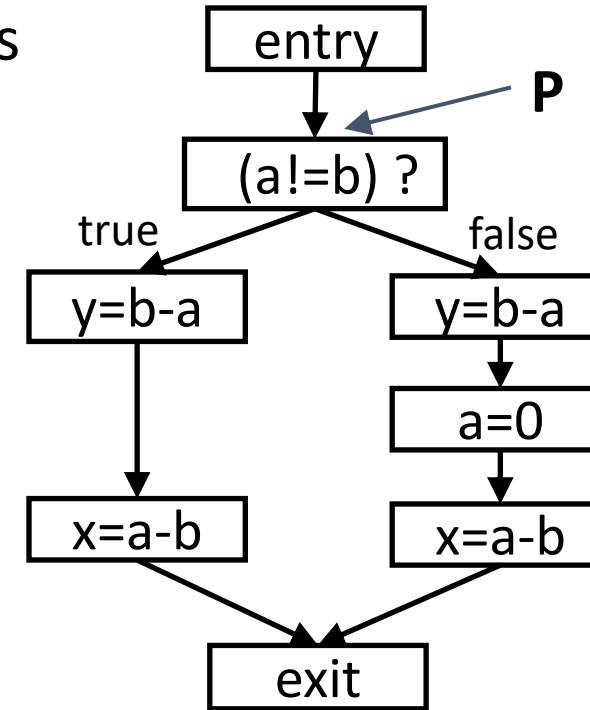 s
entry
P
(a!=b) ?
true
false
y=b-a
y=b-a
a=0
x=a-b
x=a-b
exit